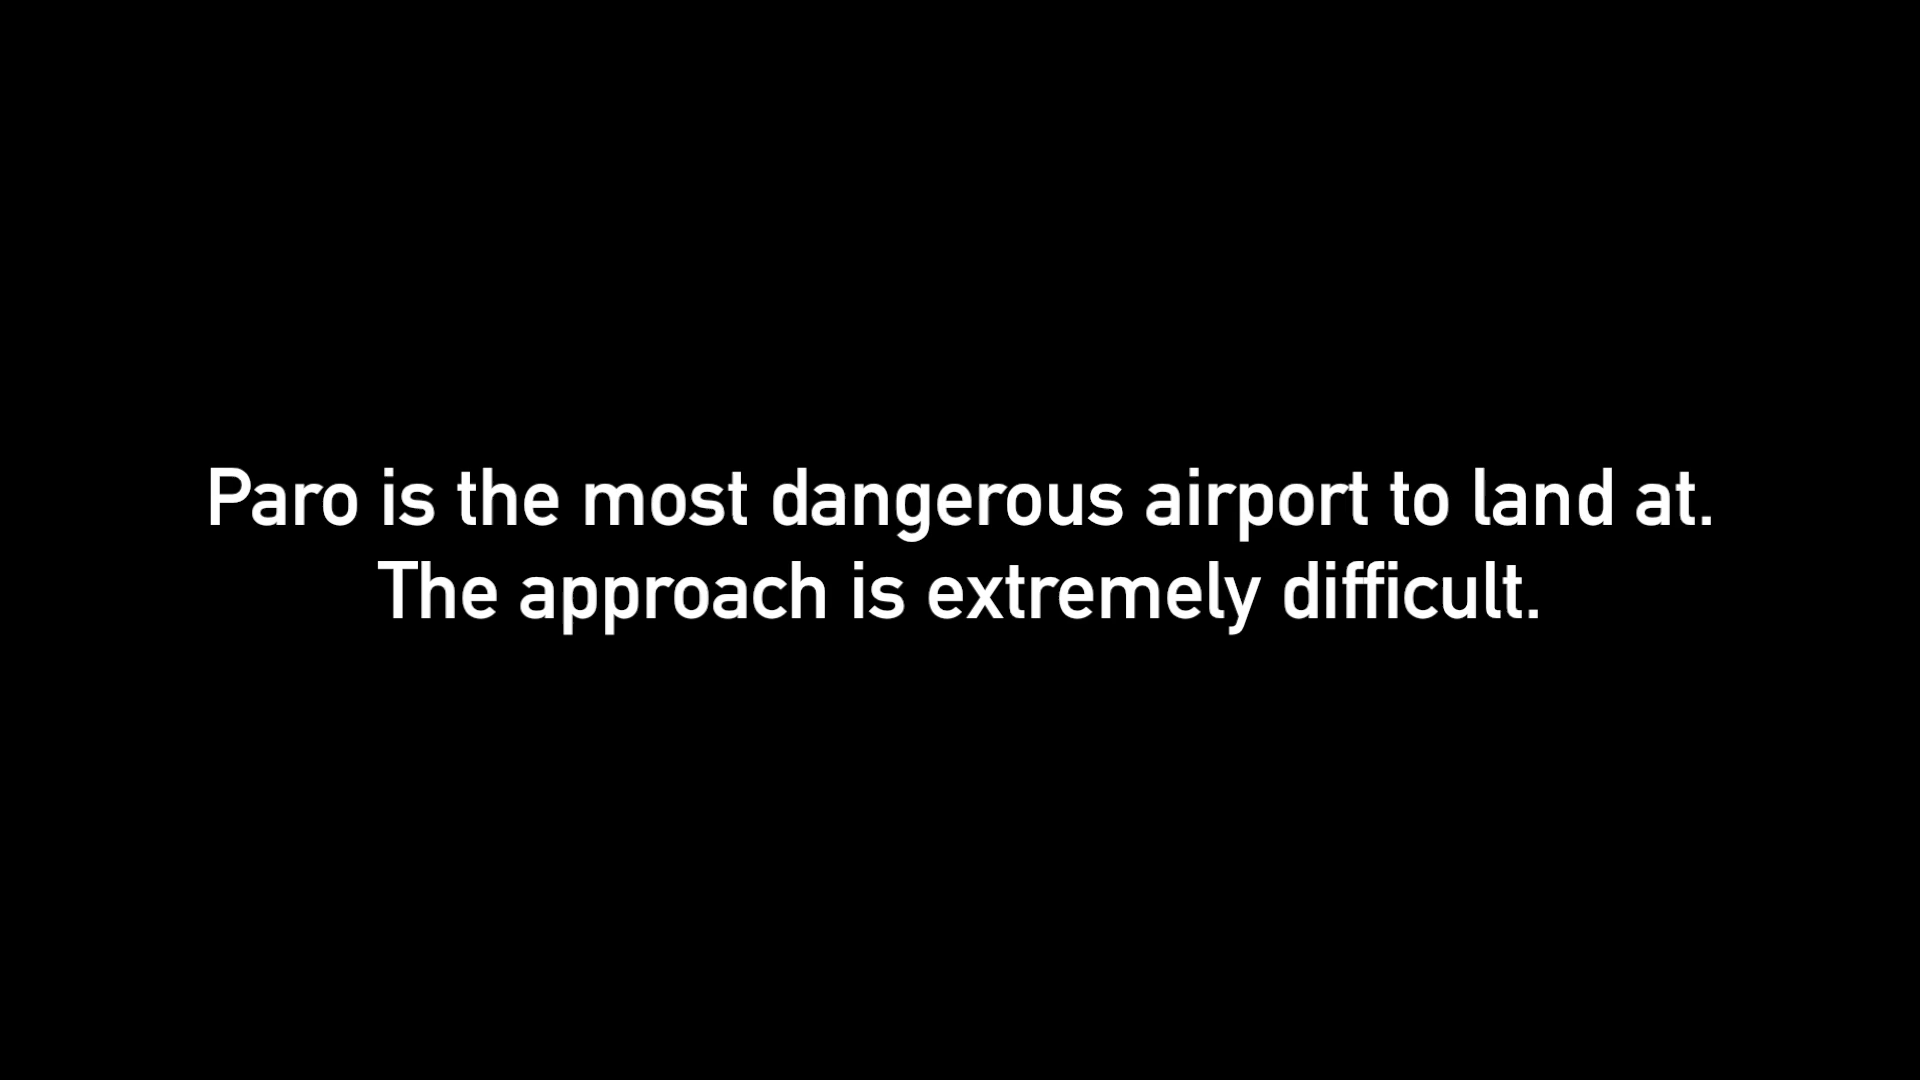 Paro is the most dangerous airport to land at.
The approach is extremely difficult.